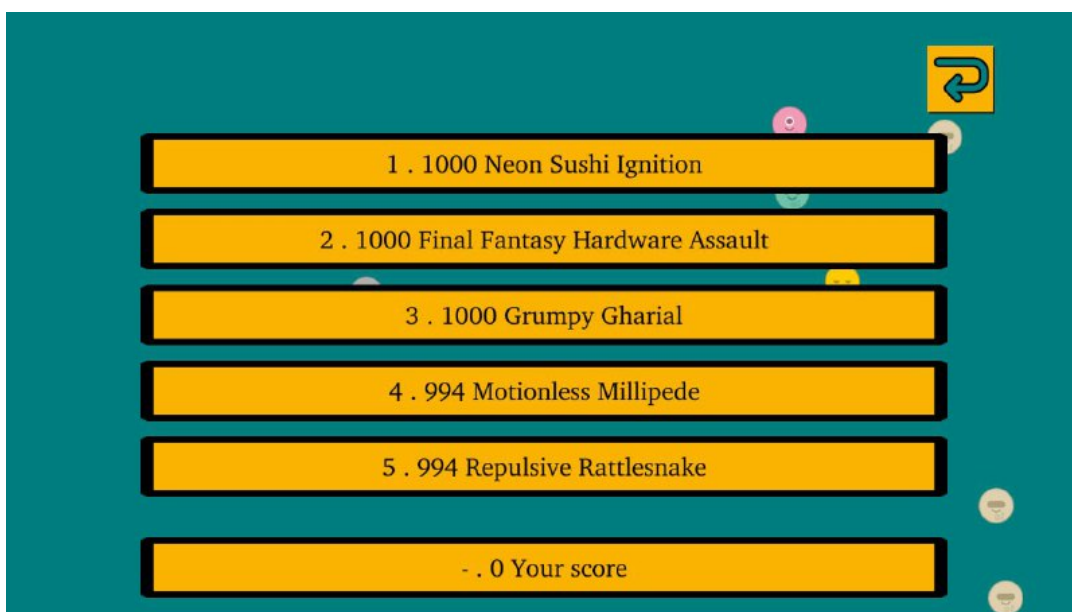 1 . 1000 Neon Sushi Ignition
2 . 1000 Final Fantasy Hardware Assault
3 . 1000 Grumpy Gharial
4 . 994 Motionless Millipede
5 . 994 Repulsive Rattlesnake
- . 0 Your score